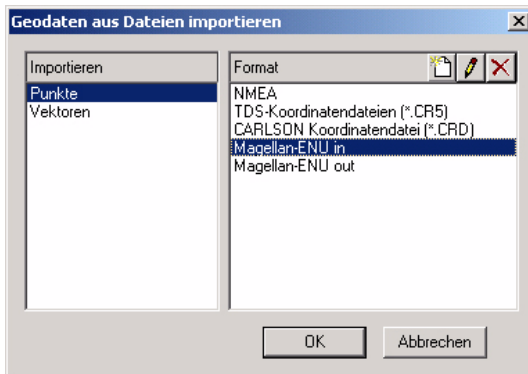 Geodaten aus Dateien importieren
Importieren
Punkte
Vektoren
Format
NMEA
TDS-Koordinatendateien (*.CR5)
CARLSON Koordinatendatei (*.CRD)
Magellan-ENU in
Magellan-ENU out
OK
Abbrechen